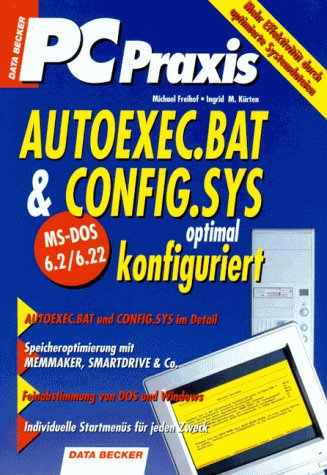 DATA BECKER
PC Praxis
Mehr Effektivität durch
optimierte Systemdateien
Michael Freihof • Ingrid M. Kürten
AUTOEXEC.BAT
& CONFIG.SYS
optimal
konfiguriert
MS-DOS
6.2/6.22
AUTOEXEC.BAT und CONFIG.SYS im Detail
Speicheroptimierung mit
MEMMAKER, SMARTDRIVE & Co.
Feinabstimmung von DOS und Windows
Individuelle Startmenüs für jeden Zweck
DATA BECKER